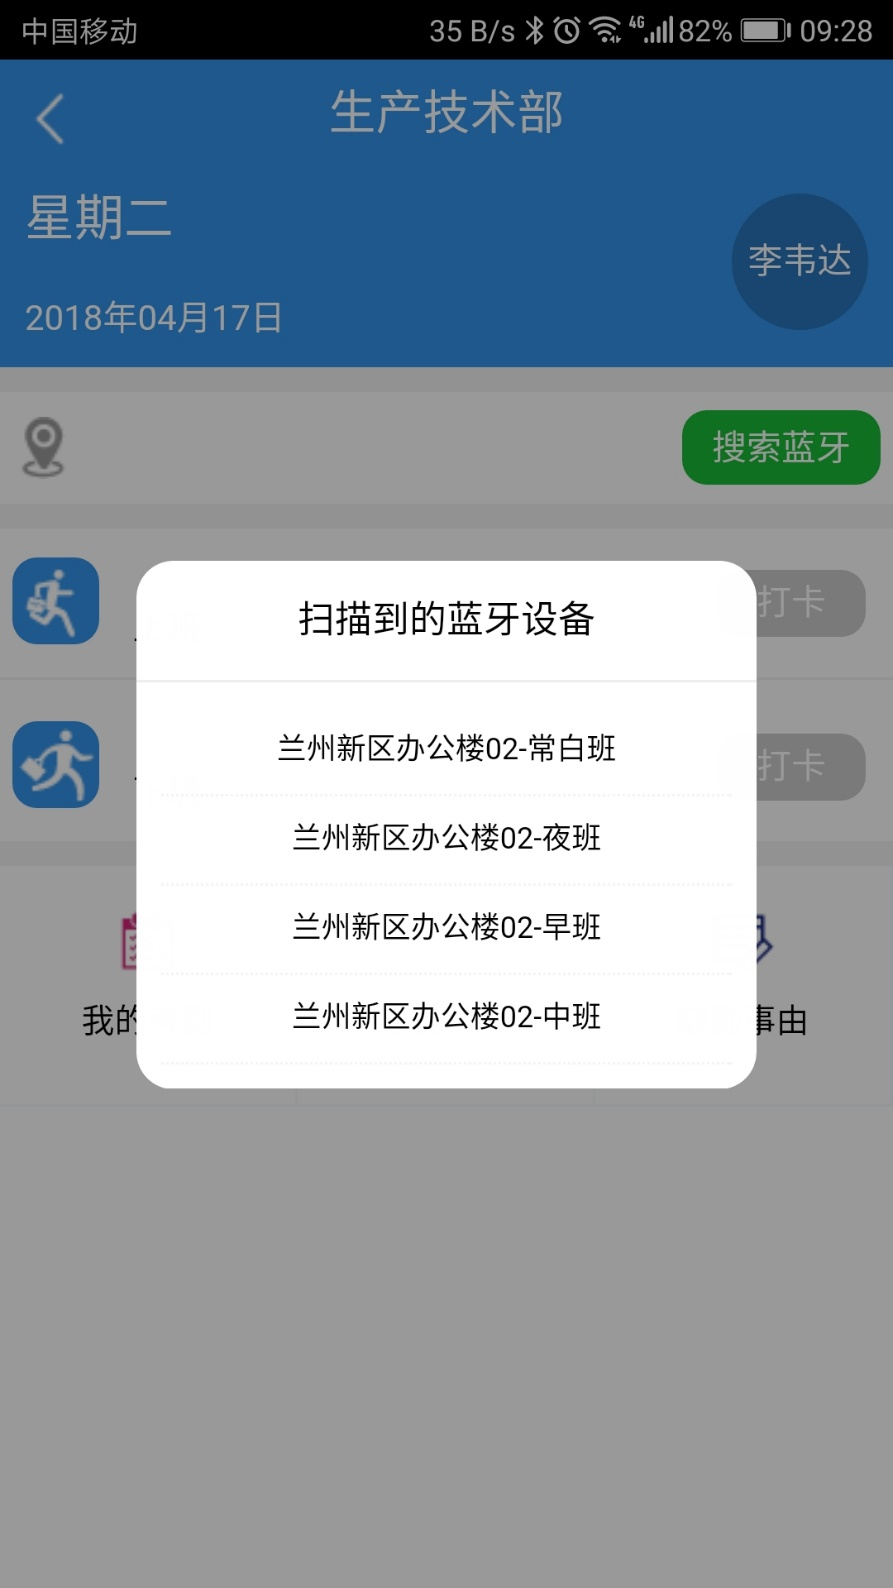 中国移动 35 B/s 4G 82% 09:28
生产技术部
星期二
李韦达
2018年04月17日
搜索蓝牙
扫描到的蓝牙设备
打卡
兰州新区办公楼02-常白班
打卡
兰州新区办公楼02-夜班
兰州新区办公楼02-早班
兰州新区办公楼02-中班
我的
事由